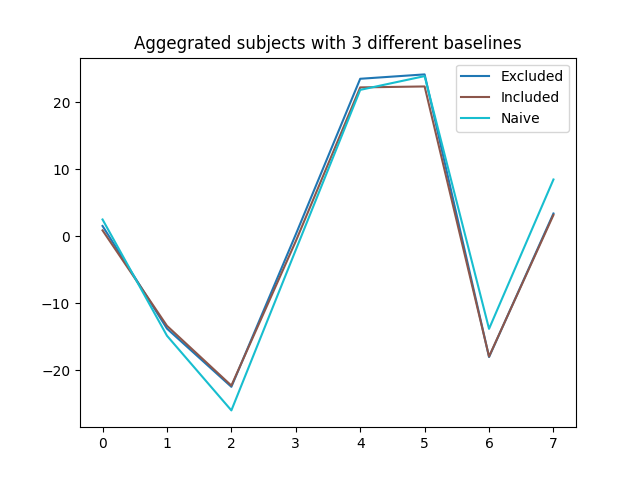 Aggegrated subjects with 3 different baselines
Excluded
Included
Naive
20
10
0
−10
−20
0 1 2 3 4 5 6 7